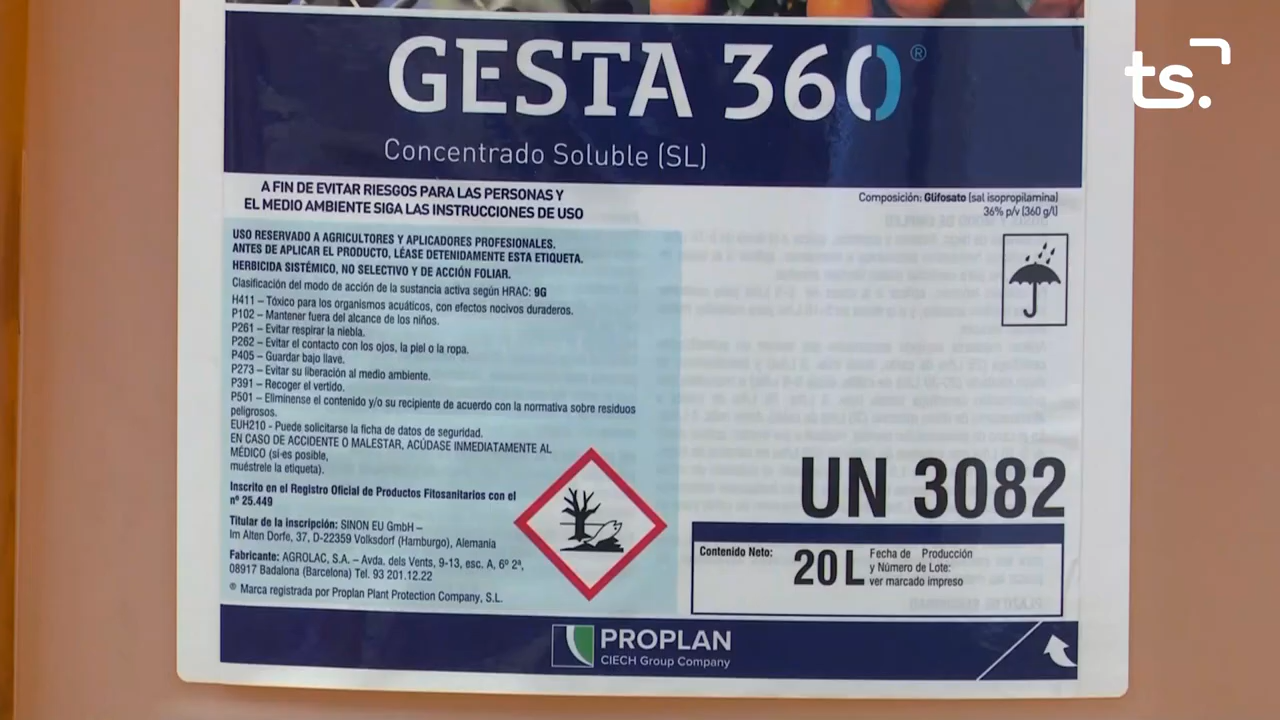 GESTA 360®
ts.
Concentrado Soluble (SL)
A FIN DE EVITAR RIESGOS PARA LAS PERSONAS Y
EL MEDIO AMBIENTE SIGA LAS INSTRUCCIONES DE USO
Composición: Glifosato (sal isopropilamina)
36% p/v (360 g/l)
USO RESERVADO A AGRICULTORES Y APLICADORES PROFESIONALES.
ANTES DE APLICAR EL PRODUCTO, LÉASE DETENIDAMENTE ESTA ETIQUETA.
HERBICIDA SISTÉMICO, NO SELECTIVO Y DE ACCIÓN FOLIAR.
Clasificación del modo de acción de la sustancia activa según HRAC: 9G
H411 – Tóxico para los organismos acuáticos, con efectos nocivos duraderos.
P102 – Mantener fuera del alcance de los niños.
P261 – Evitar respirar la niebla.
P262 – Evitar el contacto con los ojos, la piel o la ropa.
P405 – Guardar bajo llave.
P273 – Evitar su liberación al medio ambiente.
P391 – Recoger el vertido.
P501 – Elimínense el contenido y/o su recipiente de acuerdo con la normativa sobre residuos
peligrosos.
EUH210 - Puede solicitarse la ficha de datos de seguridad.
EN CASO DE ACCIDENTE O MALESTAR, ACÚDASE INMEDIATAMENTE AL
MÉDICO (si es posible,
muéstrele la etiqueta).
Inscrito en el Registro Oficial de Productos Fitosanitarios con el
nº 25.449
Titular de la inscripción: SINON EU GmbH –
Im Alten Dorfe, 37, D-22359 Volksdorf (Hamburgo), Alemania
Fabricante: AGROLAC, S.A. – Avda. dels Vents, 9-13, esc. A, 6º 2ª,
08917 Badalona (Barcelona) Tel. 93 201.12.22
® Marca registrada por Proplan Plant Protection Company, S.L.
UN 3082
Contenido Neto: 20 L
Fecha de Producción
y Número de Lote:
ver marcado impreso
PROPLAN
CIECH Group Company